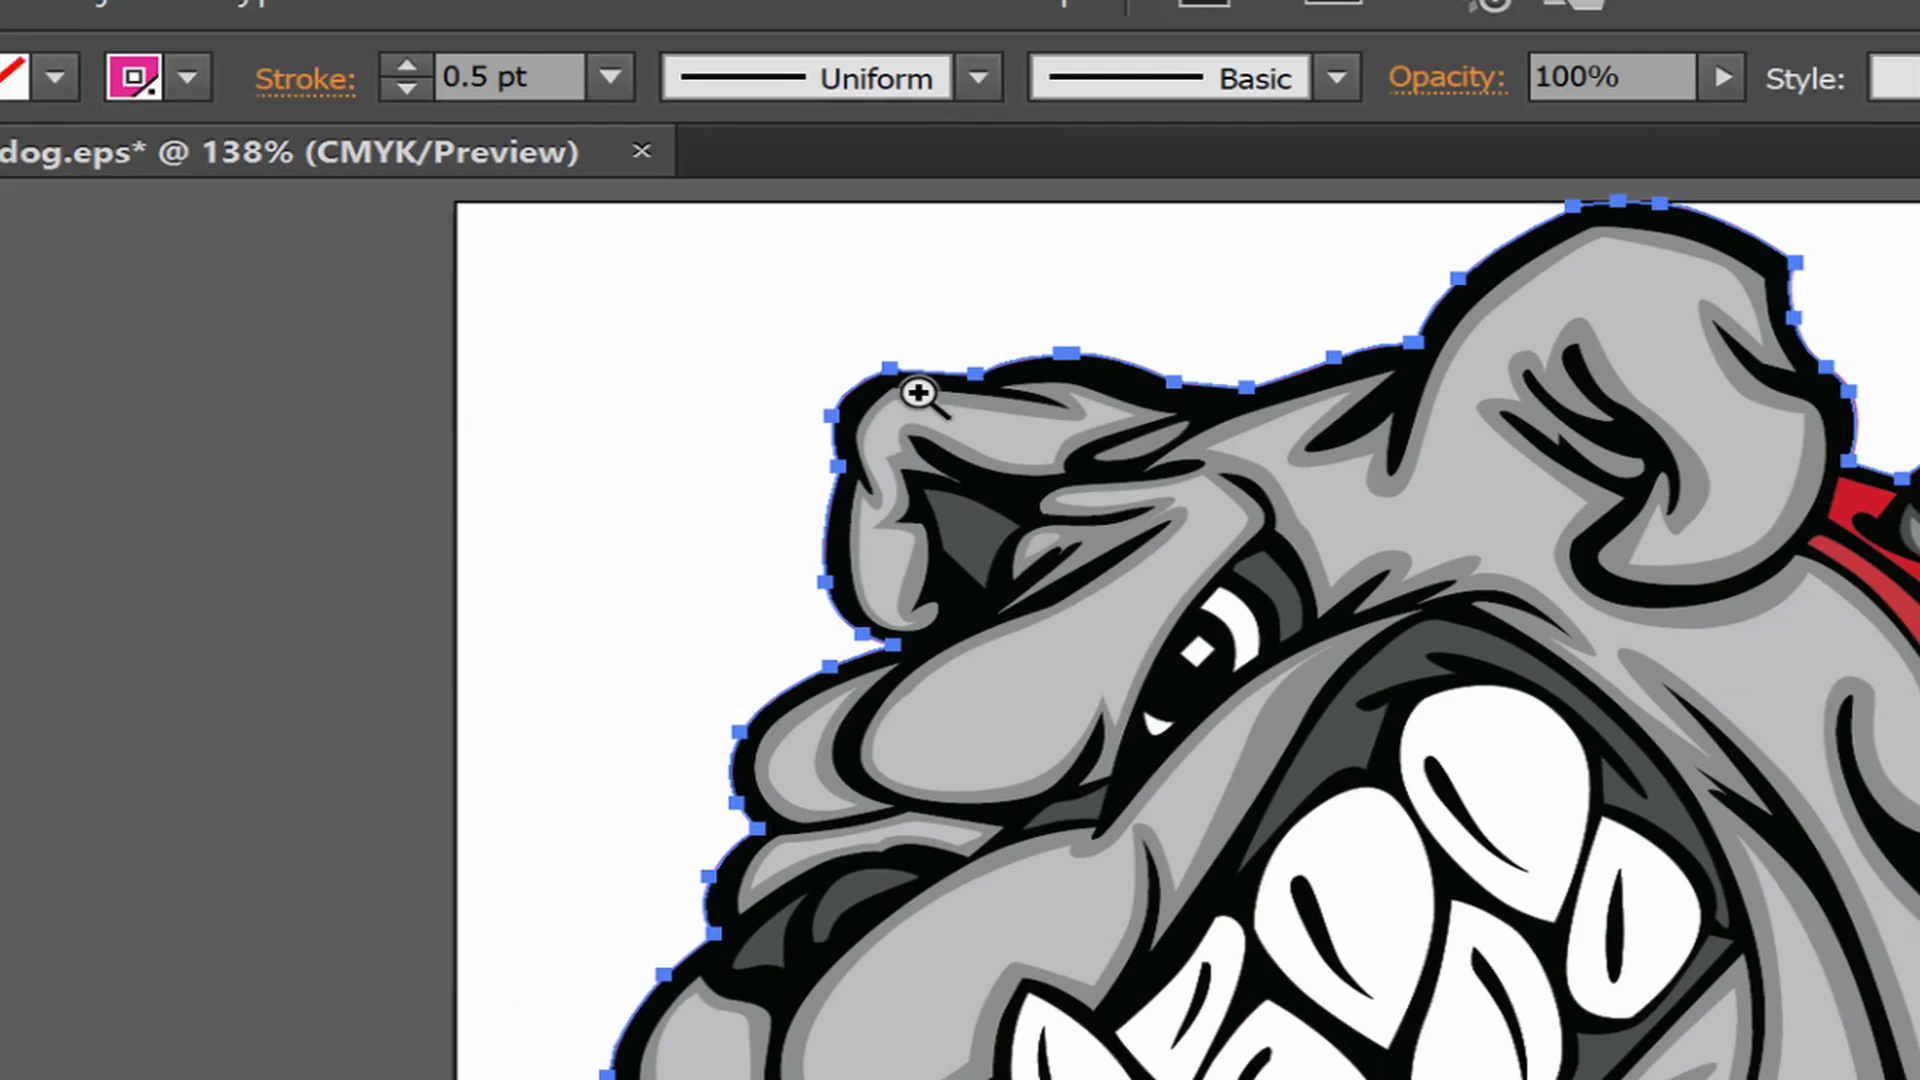 Stroke: 0.5 pt Uniform Basic Opacity: 100% Style:
dog.eps* @ 138% (CMYK/Preview) ×